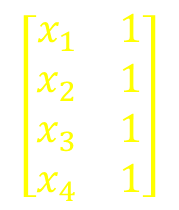 x₁ 1
x₂ 1
x₃ 1
x₄ 1